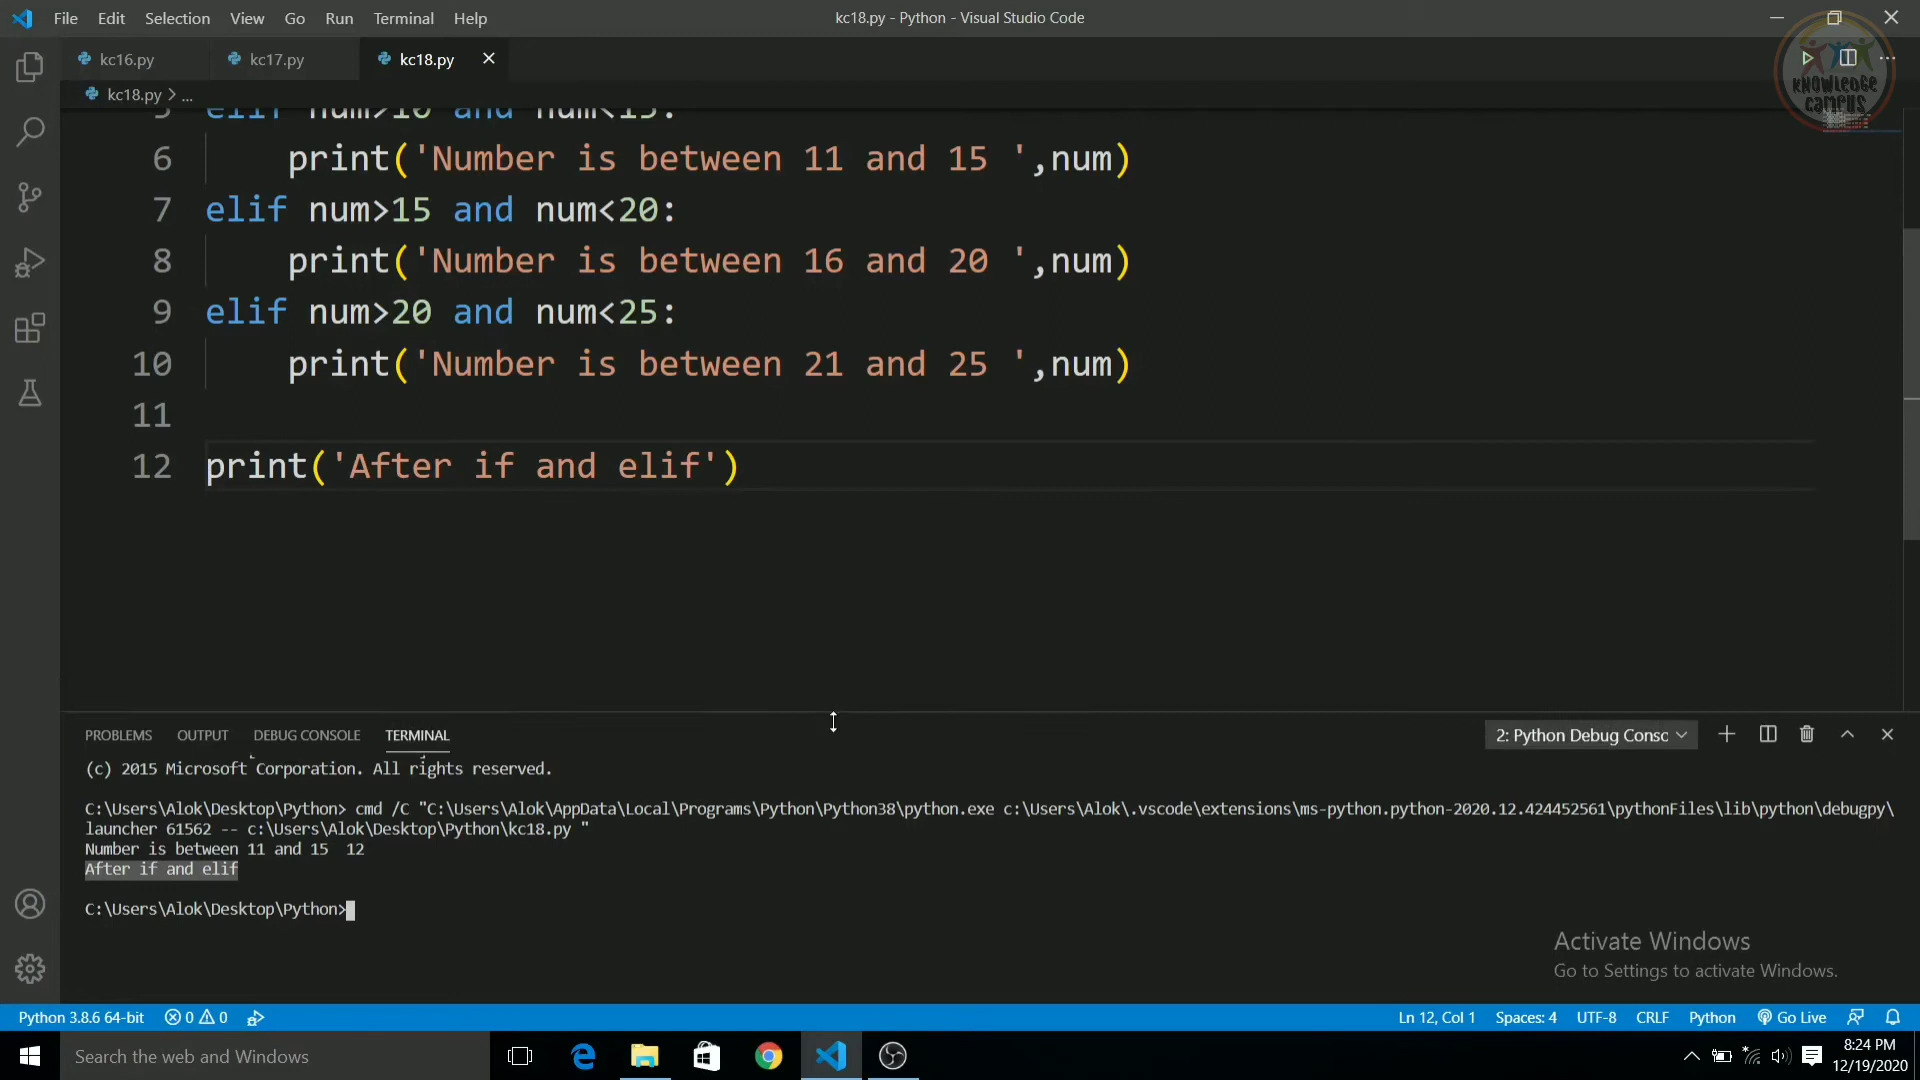 File Edit Selection View Go Run Terminal Help
kc18.py - Python - Visual Studio Code
kc16.py
kc17.py
kc18.py
KNOWLEDGE
CAMPUS
kc18.py > ...
5 elif num>10 and num<15:
6 print('Number is between 11 and 15 ',num)
7 elif num>15 and num<20:
8 print('Number is between 16 and 20 ',num)
9 elif num>20 and num<25:
10 print('Number is between 21 and 25 ',num)
11
12 print('After if and elif')
PROBLEMS OUTPUT DEBUG CONSOLE TERMINAL
2: Python Debug Consc
(c) 2015 Microsoft Corporation. All rights reserved.
C:\Users\Alok\Desktop\Python> cmd /C "C:\Users\Alok\AppData\Local\Programs\Python\Python38\python.exe c:\Users\Alok\.vscode\extensions\ms-python.python-2020.12.424452561\pythonFiles\lib\python\debugpy\
launcher 61562 -- c:\Users\Alok\Desktop\Python\kc18.py "
Number is between 11 and 15  12
After if and elif
C:\Users\Alok\Desktop\Python>
Activate Windows
Go to Settings to activate Windows.
Python 3.8.6 64-bit 0 0
Ln 12, Col 1 Spaces: 4 UTF-8 CRLF Python Go Live
Search the web and Windows
8:24 PM
12/19/2020